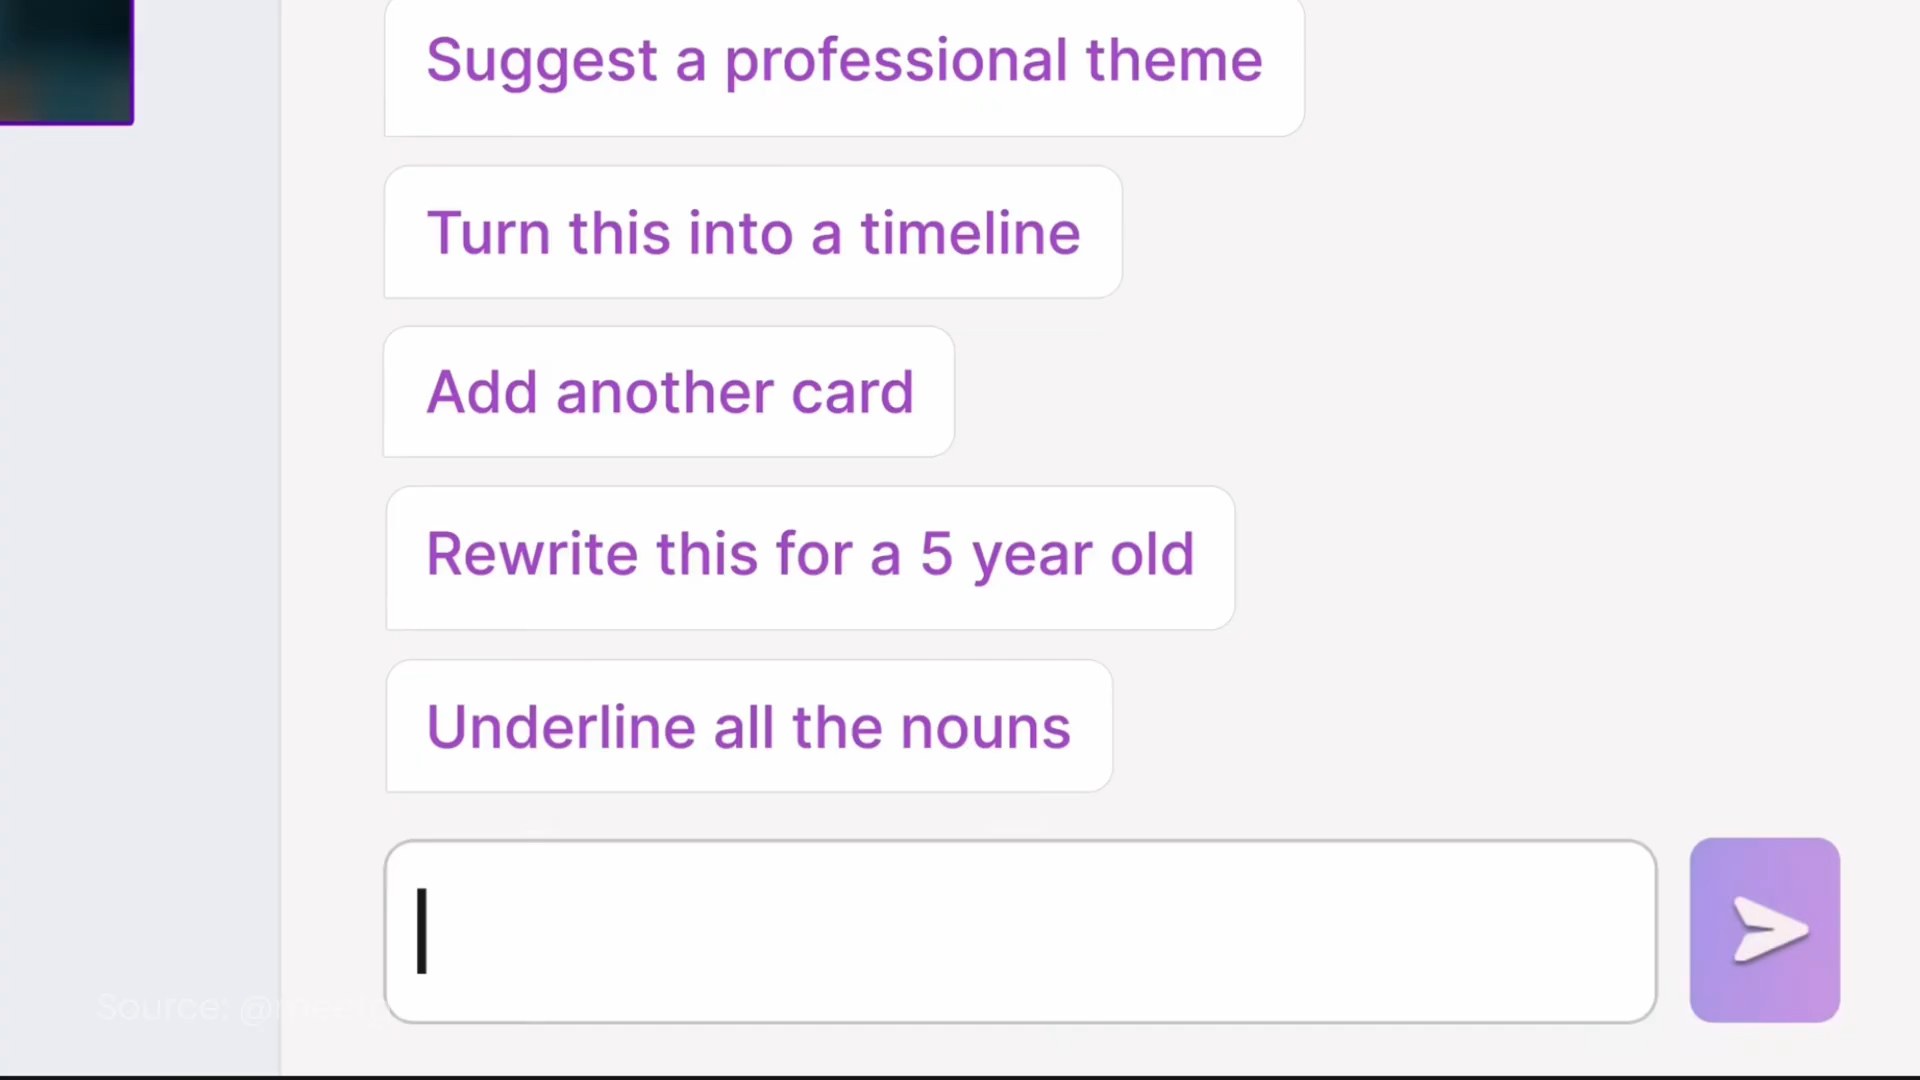 Suggest a professional theme
Turn this into a timeline
Add another card
Rewrite this for a 5 year old
Underline all the nouns
Source: